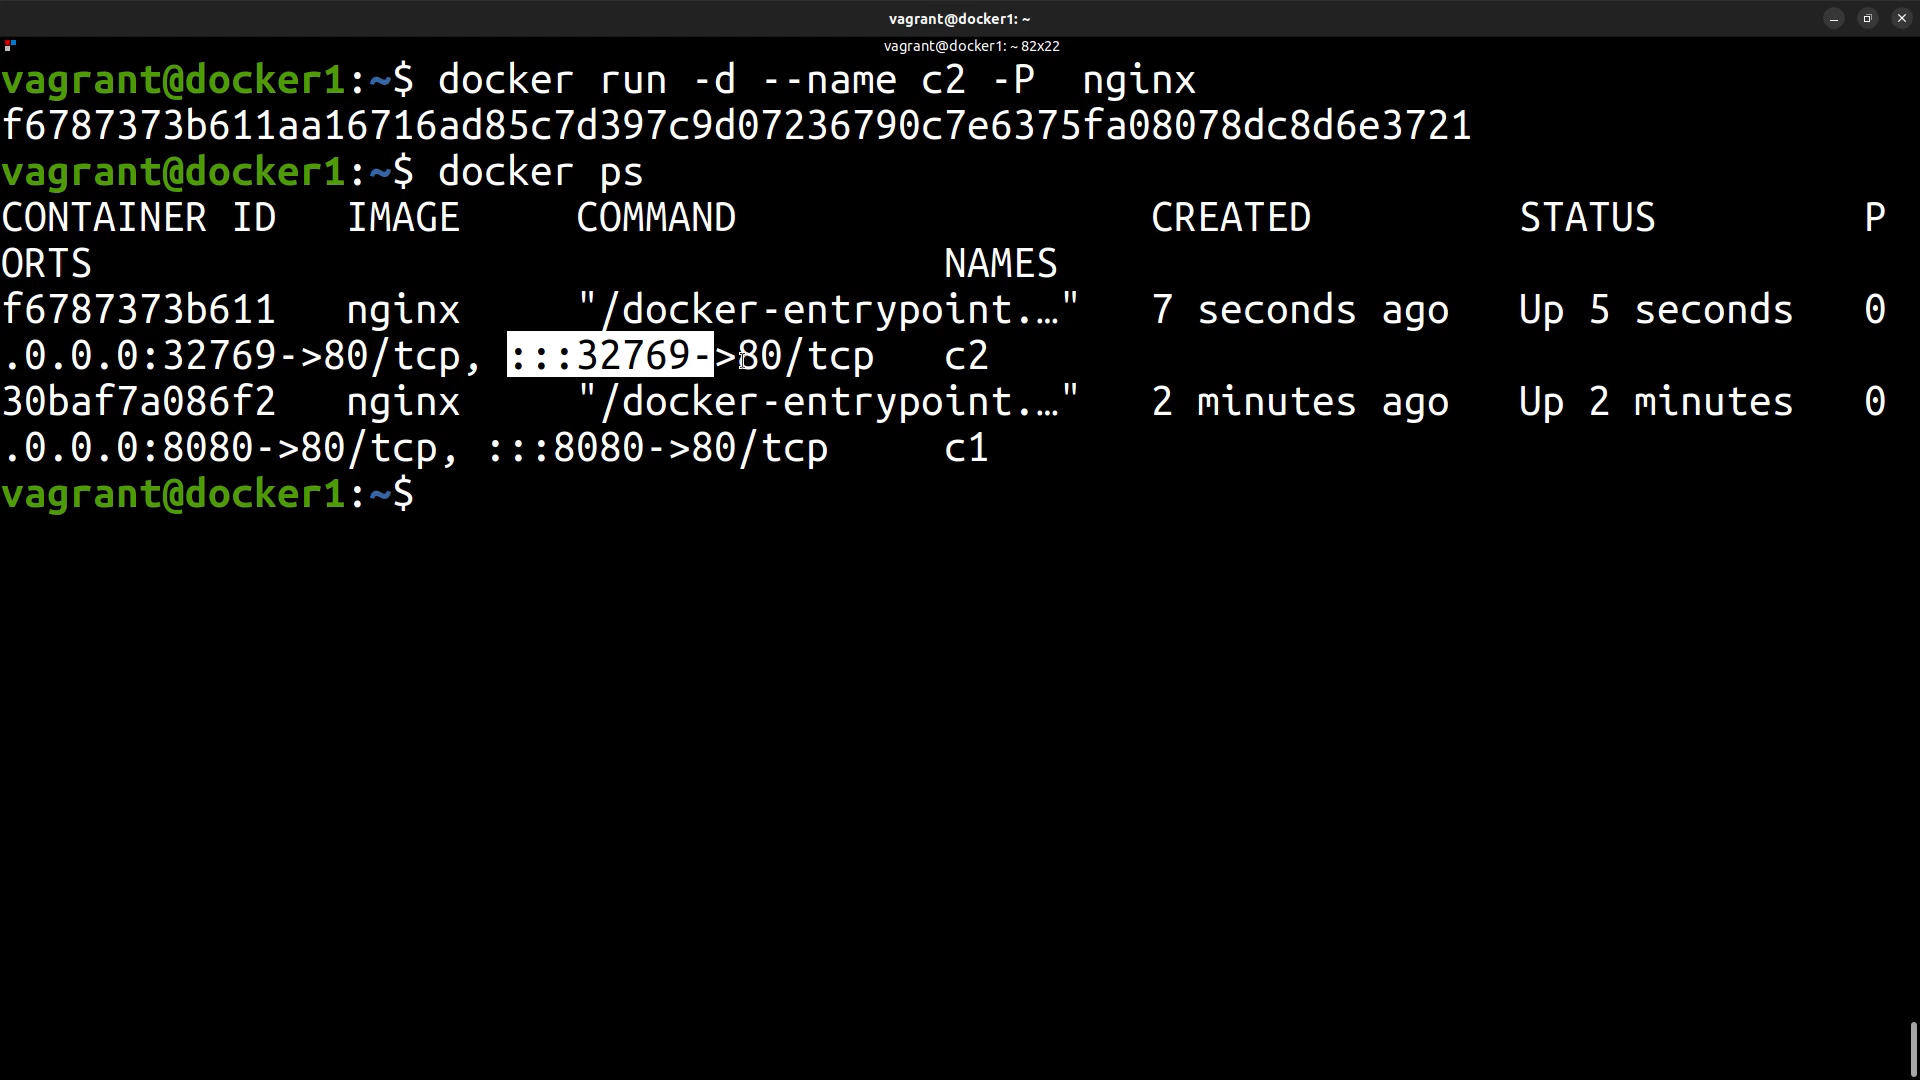 vagrant@docker1: ~
vagrant@docker1: ~ 82x22
vagrant@docker1:~$ docker run -d --name c2 -P  nginx
f6787373b611aa16716ad85c7d397c9d07236790c7e6375fa08078dc8d6e3721
vagrant@docker1:~$ docker ps
CONTAINER ID   IMAGE     COMMAND                  CREATED         STATUS         P
ORTS                                     NAMES
f6787373b611   nginx     "/docker-entrypoint.…"   7 seconds ago   Up 5 seconds   0
.0.0.0:32769->80/tcp, :::32769->80/tcp   c2
30baf7a086f2   nginx     "/docker-entrypoint.…"   2 minutes ago   Up 2 minutes   0
.0.0.0:8080->80/tcp, :::8080->80/tcp     c1
vagrant@docker1:~$